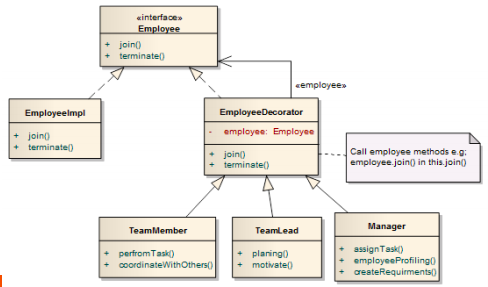 «interface»
Employee
+ join()
+ terminate()
«employee»
EmployeeImpl
+ join()
+ terminate()
EmployeeDecorator
- employee: Employee
+ join()
+ terminate()
Call employee methods e.g;
employee.join() in this.join()
TeamMember
+ perfromTask()
+ coordinateWithOthers()
TeamLead
+ planing()
+ motivate()
Manager
+ assignTask()
+ employeeProfiling()
+ createRequirments()